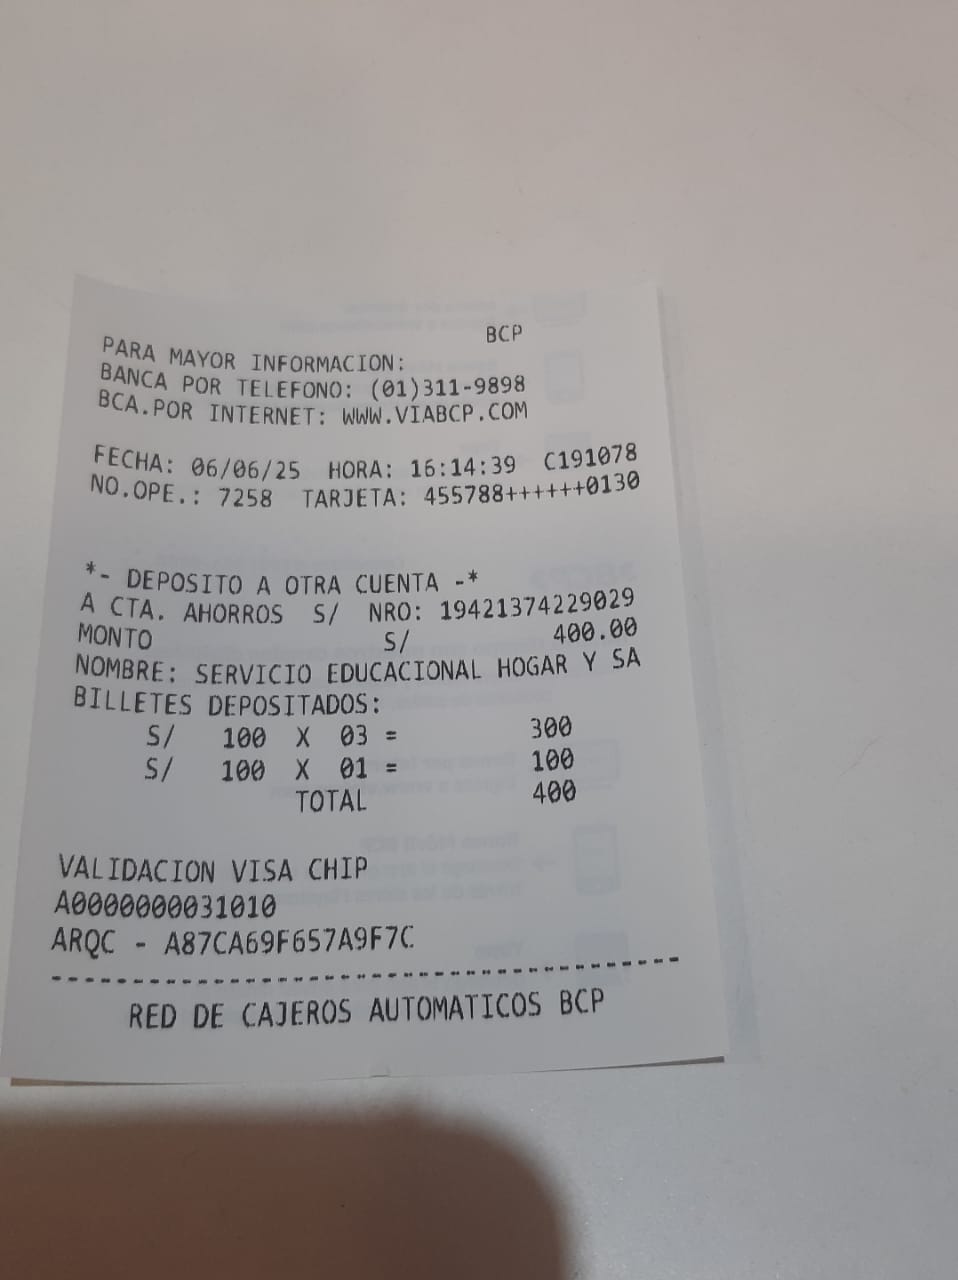 BCP
PARA MAYOR INFORMACION:
BANCA POR TELEFONO: (01)311-9898
BCA.POR INTERNET: WWW.VIABCP.COM
FECHA: 06/06/25 HORA: 16:14:39 C191078
NO.OPE.: 7258 TARJETA: 455788++++++0130
*- DEPOSITO A OTRA CUENTA -*
A CTA. AHORROS S/ NRO: 19421374229029
MONTO S/ 400.00
NOMBRE: SERVICIO EDUCACIONAL HOGAR Y SA
BILLETES DEPOSITADOS:
S/ 100 X 03 = 300
S/ 100 X 01 = 100
TOTAL 400
VALIDACION VISA CHIP
A0000000031010
ARQC - A87CA69F657A9F7C
RED DE CAJEROS AUTOMATICOS BCP